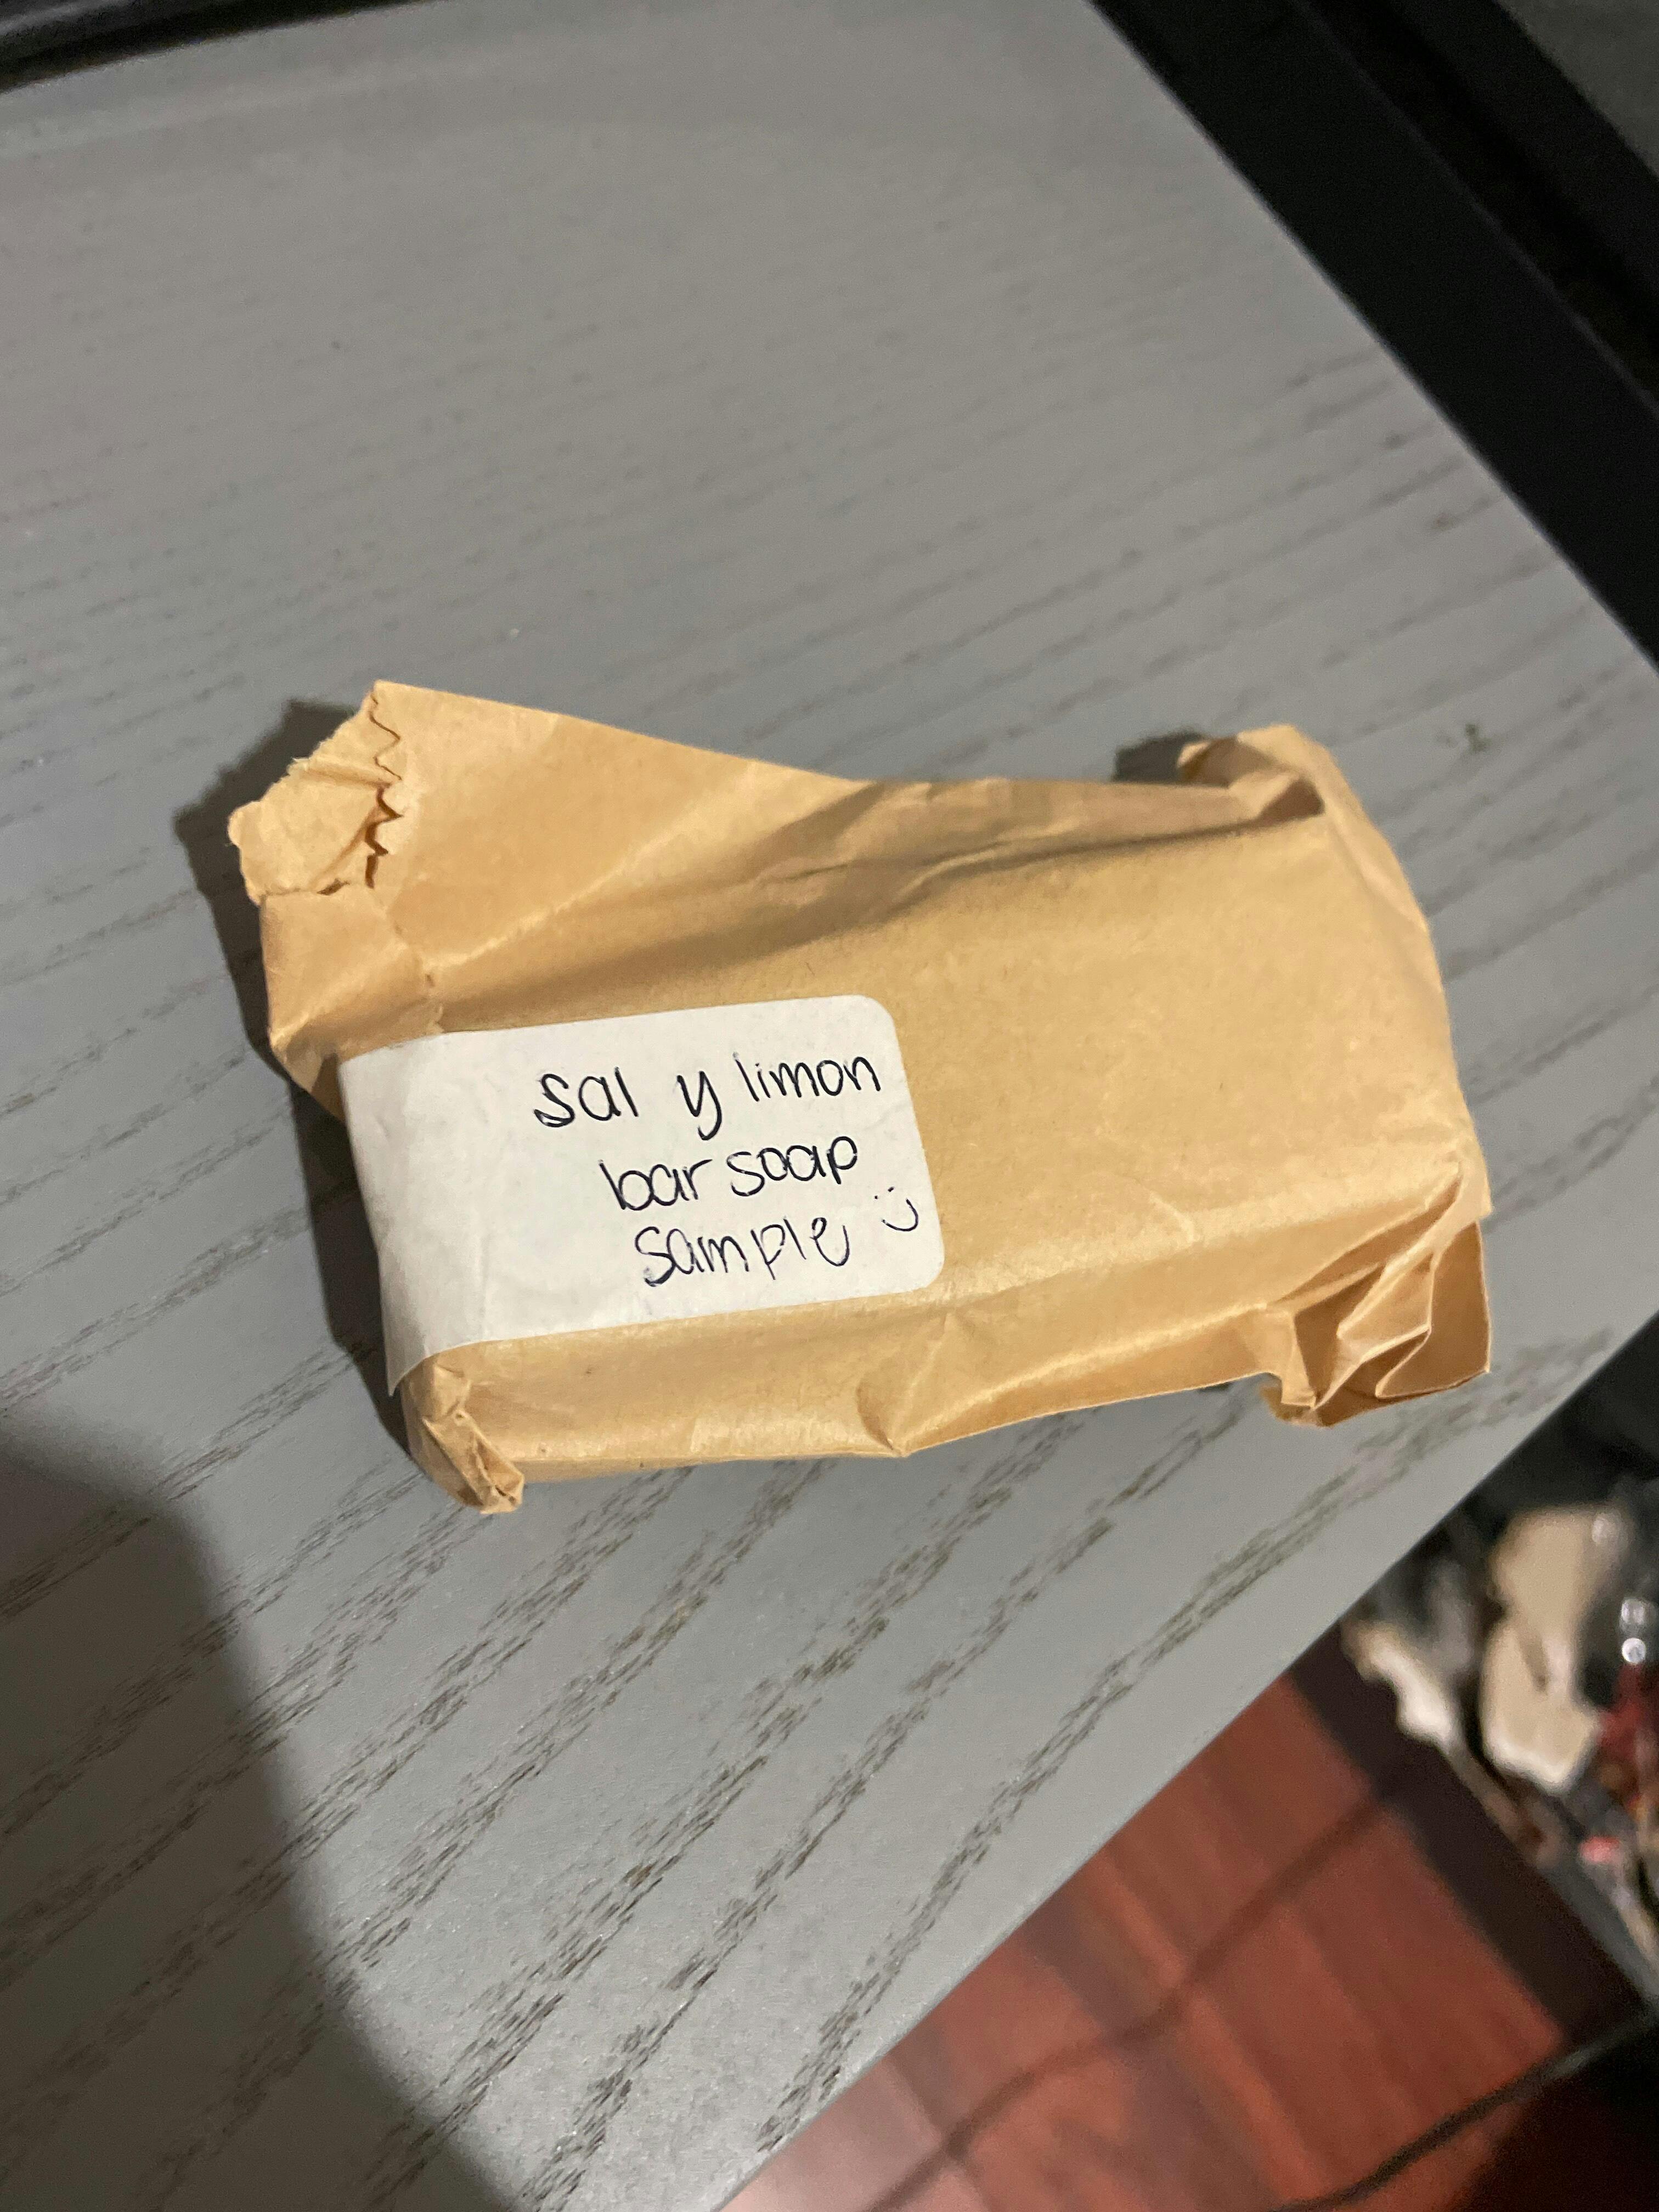 sal y limon
bar soap
sample :)